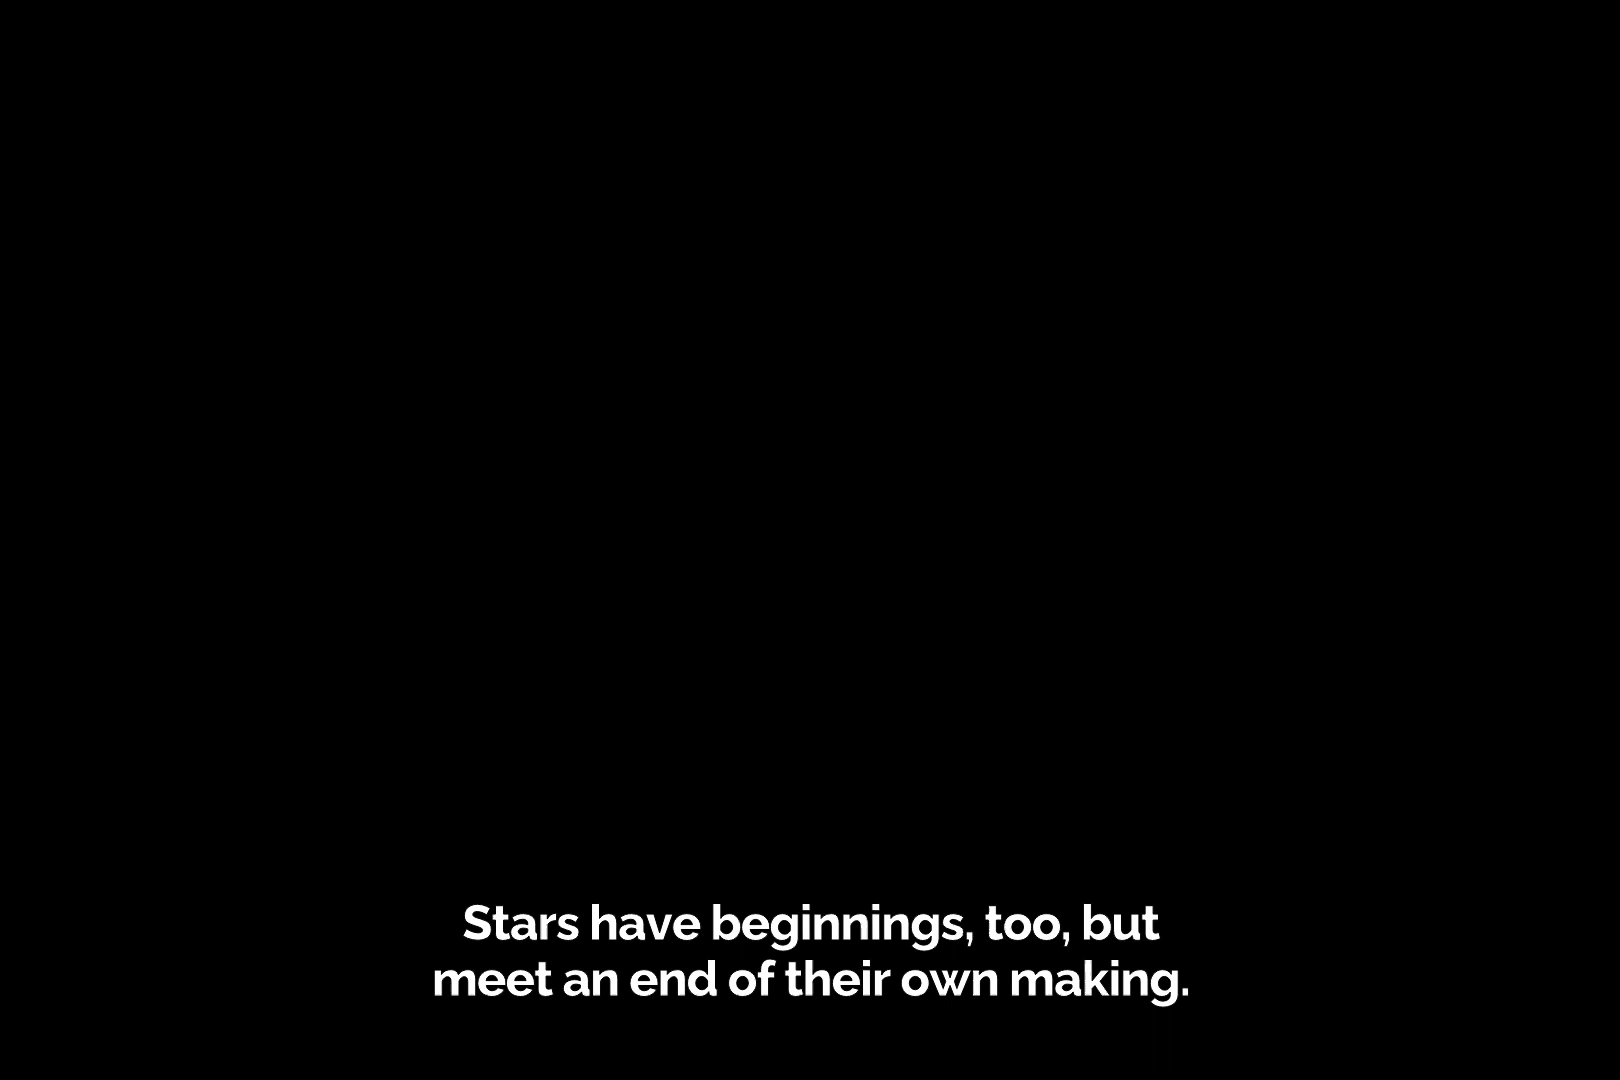 Stars have beginnings, too, but
meet an end of their own making.